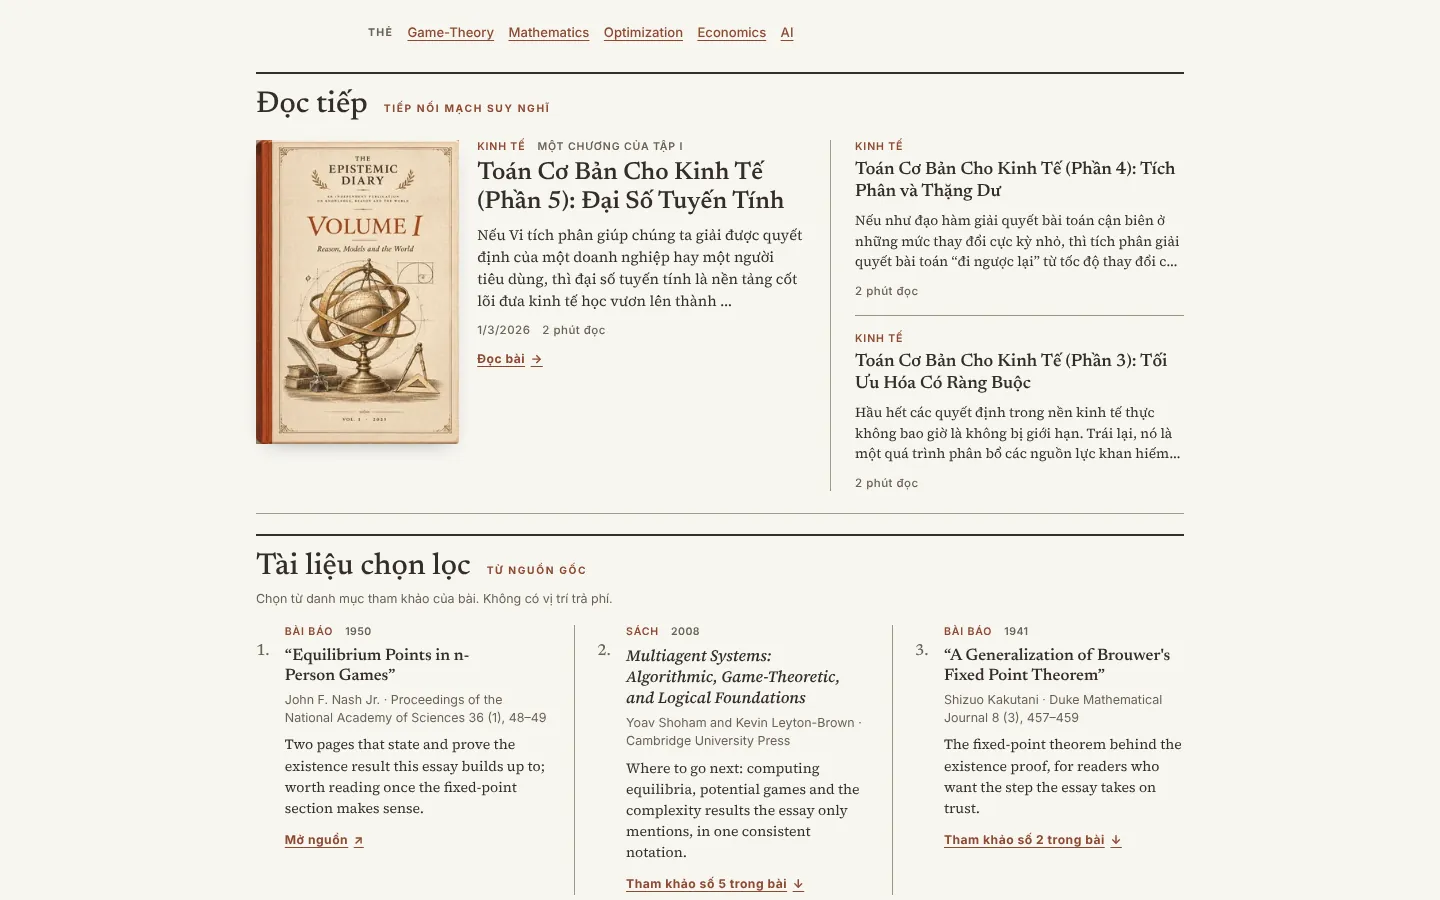 THẺ Game-Theory Mathematics Optimization Economics AI
Đọc tiếp TIẾP NỐI MẠCH SUY NGHĨ
THE
EPISTEMIC
DIARY
AN INDEPENDENT PUBLICATION
ON KNOWLEDGE, REASON AND THE WORLD
VOLUME I
Reason, Models and the World
VOL. I · 2025
KINH TẾ MỘT CHƯƠNG CỦA TẬP I
Toán Cơ Bản Cho Kinh Tế
(Phần 5): Đại Số Tuyến Tính
Nếu Vi tích phân giúp chúng ta giải được quyết
định của một doanh nghiệp hay một người
tiêu dùng, thì đại số tuyến tính là nền tảng cốt
lõi đưa kinh tế học vươn lên thành ...
1/3/2026 2 phút đọc
Đọc bài →
KINH TẾ
Toán Cơ Bản Cho Kinh Tế (Phần 4): Tích
Phân và Thặng Dư
Nếu như đạo hàm giải quyết bài toán cận biên ở
những mức thay đổi cực kỳ nhỏ, thì tích phân giải
quyết bài toán “đi ngược lại” từ tốc độ thay đổi c...
2 phút đọc
KINH TẾ
Toán Cơ Bản Cho Kinh Tế (Phần 3): Tối
Ưu Hóa Có Ràng Buộc
Hầu hết các quyết định trong nền kinh tế thực
không bao giờ là không bị giới hạn. Trái lại, nó là
một quá trình phân bổ các nguồn lực khan hiếm...
2 phút đọc
Tài liệu chọn lọc TỪ NGUỒN GỐC
Chọn từ danh mục tham khảo của bài. Không có vị trí trả phí.
1.
BÀI BÁO 1950
“Equilibrium Points in n-
Person Games”
John F. Nash Jr. · Proceedings of the
National Academy of Sciences 36 (1), 48–49
Two pages that state and prove the
existence result this essay builds up to;
worth reading once the fixed-point
section makes sense.
Mở nguồn ↗
2.
SÁCH 2008
Multiagent Systems:
Algorithmic, Game-Theoretic,
and Logical Foundations
Yoav Shoham and Kevin Leyton-Brown ·
Cambridge University Press
Where to go next: computing
equilibria, potential games and the
complexity results the essay only
mentions, in one consistent
notation.
Tham khảo số 5 trong bài ↓
3.
BÀI BÁO 1941
“A Generalization of Brouwer's
Fixed Point Theorem”
Shizuo Kakutani · Duke Mathematical
Journal 8 (3), 457–459
The fixed-point theorem behind the
existence proof, for readers who
want the step the essay takes on
trust.
Tham khảo số 2 trong bài ↓